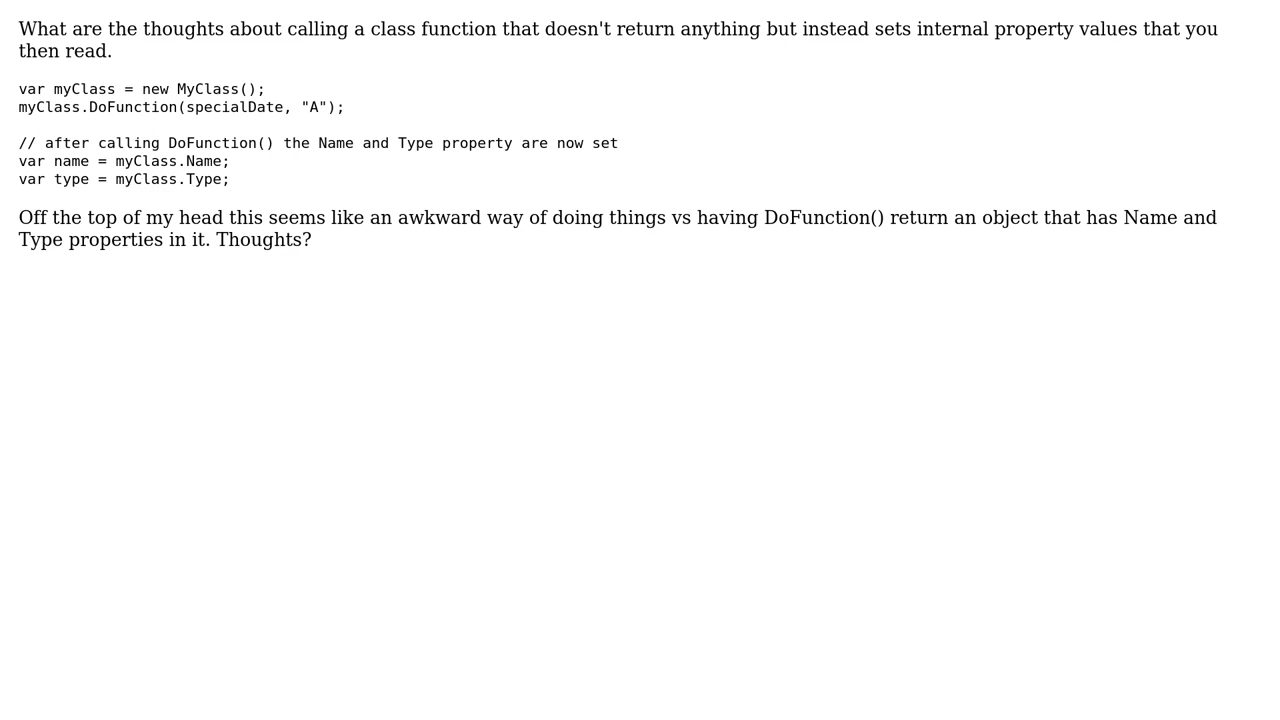 What are the thoughts about calling a class function that doesn't return anything but instead sets internal property values that you
then read.
var myClass = new MyClass();
myClass.DoFunction(specialDate, "A");
// after calling DoFunction() the Name and Type property are now set
var name = myClass.Name;
var type = myClass.Type;
Off the top of my head this seems like an awkward way of doing things vs having DoFunction() return an object that has Name and
Type properties in it. Thoughts?